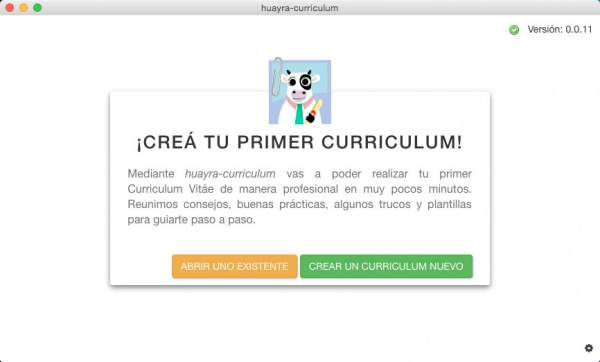 huayra-curriculum
Versión: 0.0.11
¡CREÁ TU PRIMER CURRICULUM!
Mediante huayra-curriculum vas a poder realizar tu primer
Curriculum Vitáe de manera profesional en muy pocos minutos.
Reunimos consejos, buenas prácticas, algunos trucos y plantillas
para guiarte paso a paso.
ABRIR UNO EXISTENTE
CREAR UN CURRICULUM NUEVO